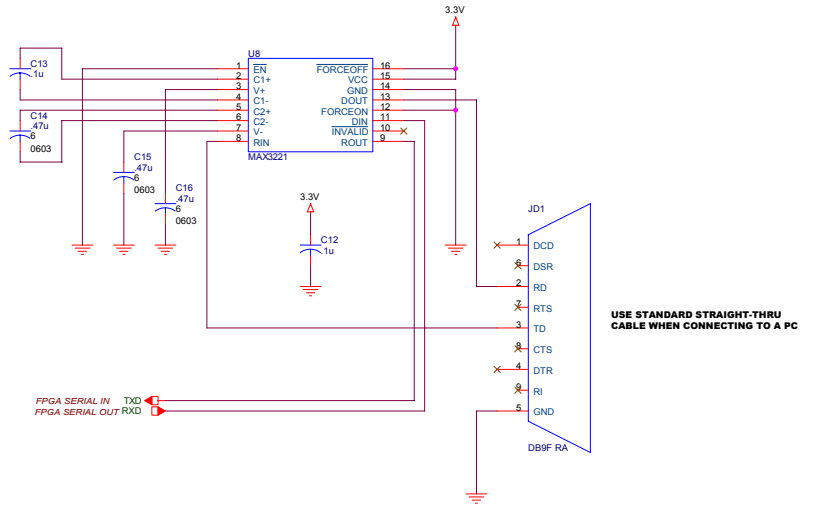 3.3V
U8
C13
.1u
1
EN
FORCEOFF
16
2
C1+
VCC
15
3
V+
GND
14
4
C1-
DOUT
13
5
C2+
FORCEON
12
6
C2-
DIN
11
7
V-
INVALID
10
8
RIN
ROUT
9
MAX3221
C14
.47u
6
0603
C15
.47u
6
0603
C16
.47u
6
0603
3.3V
C12
.1u
JD1
1
DCD
6
DSR
2
RD
7
RTS
3
TD
8
CTS
4
DTR
9
RI
5
GND
DB9F RA
USE STANDARD STRAIGHT-THRU
CABLE WHEN CONNECTING TO A PC
FPGA SERIAL IN TXD
FPGA SERIAL OUT RXD